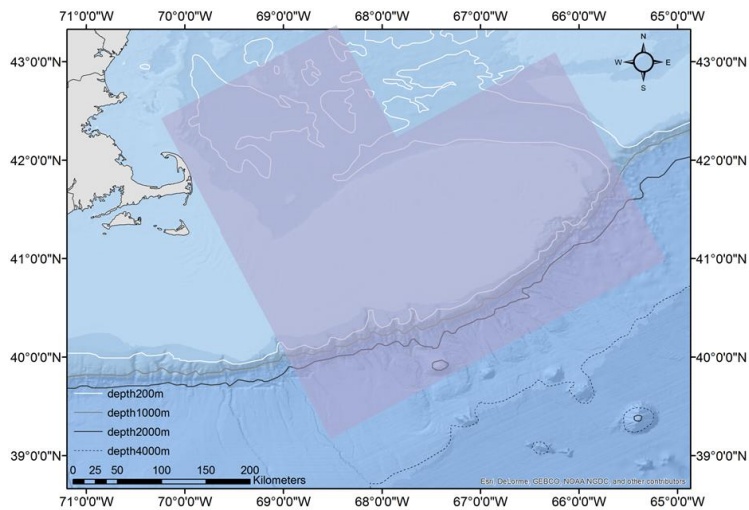 71°0'0"W 70°0'0"W 69°0'0"W 68°0'0"W 67°0'0"W 66°0'0"W 65°0'0"W
N
43°0'0"N W E 43°0'0"N
S
42°0'0"N 42°0'0"N
41°0'0"N 41°0'0"N
40°0'0"N 40°0'0"N
depth200m
depth1000m
depth2000m
39°0'0"N depth4000m 39°0'0"N
0 25 50 100 150 200
Kilometers
Esri, DeLorme, GEBCO, NOAA NGDC, and other contributors
71°0'0"W 70°0'0"W 69°0'0"W 68°0'0"W 67°0'0"W 66°0'0"W 65°0'0"W